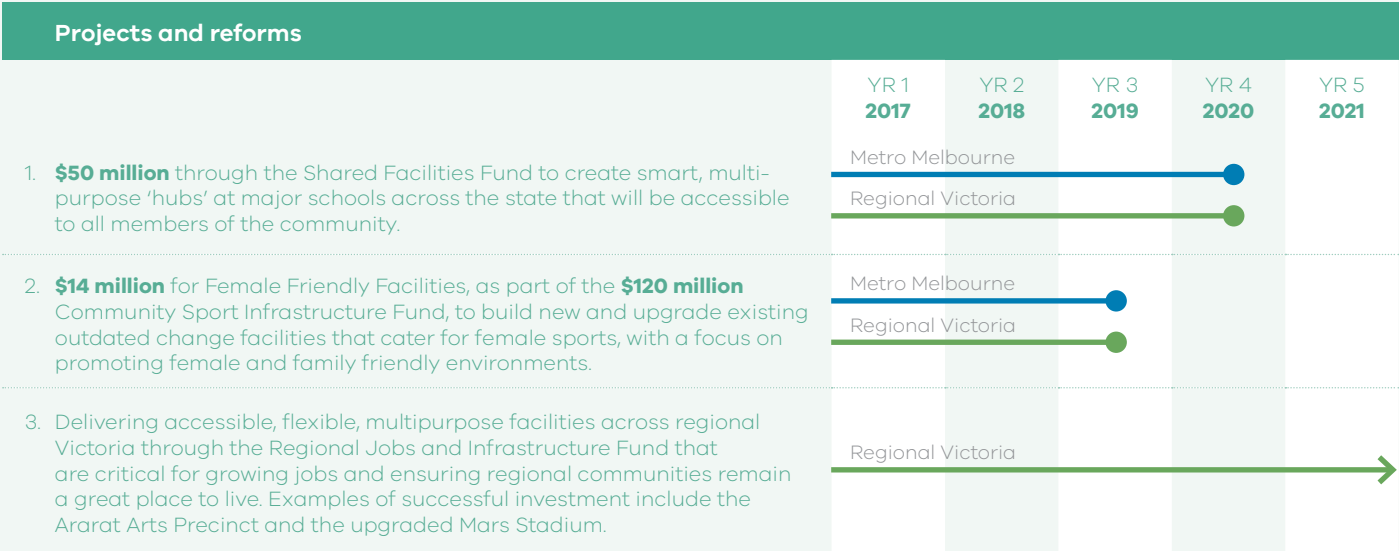 Projects and reforms
YR 1 YR 2 YR 3 YR 4 YR 5
2017 2018 2019 2020 2021
1. $50 million through the Shared Facilities Fund to create smart, multi-
purpose ‘hubs’ at major schools across the state that will be accessible
to all members of the community.
Metro Melbourne
Regional Victoria
2. $14 million for Female Friendly Facilities, as part of the $120 million
Community Sport Infrastructure Fund, to build new and upgrade existing
outdated change facilities that cater for female sports, with a focus on
promoting female and family friendly environments.
Metro Melbourne
Regional Victoria
3. Delivering accessible, flexible, multipurpose facilities across regional
Victoria through the Regional Jobs and Infrastructure Fund that
are critical for growing jobs and ensuring regional communities remain
a great place to live. Examples of successful investment include the
Ararat Arts Precinct and the upgraded Mars Stadium.
Regional Victoria